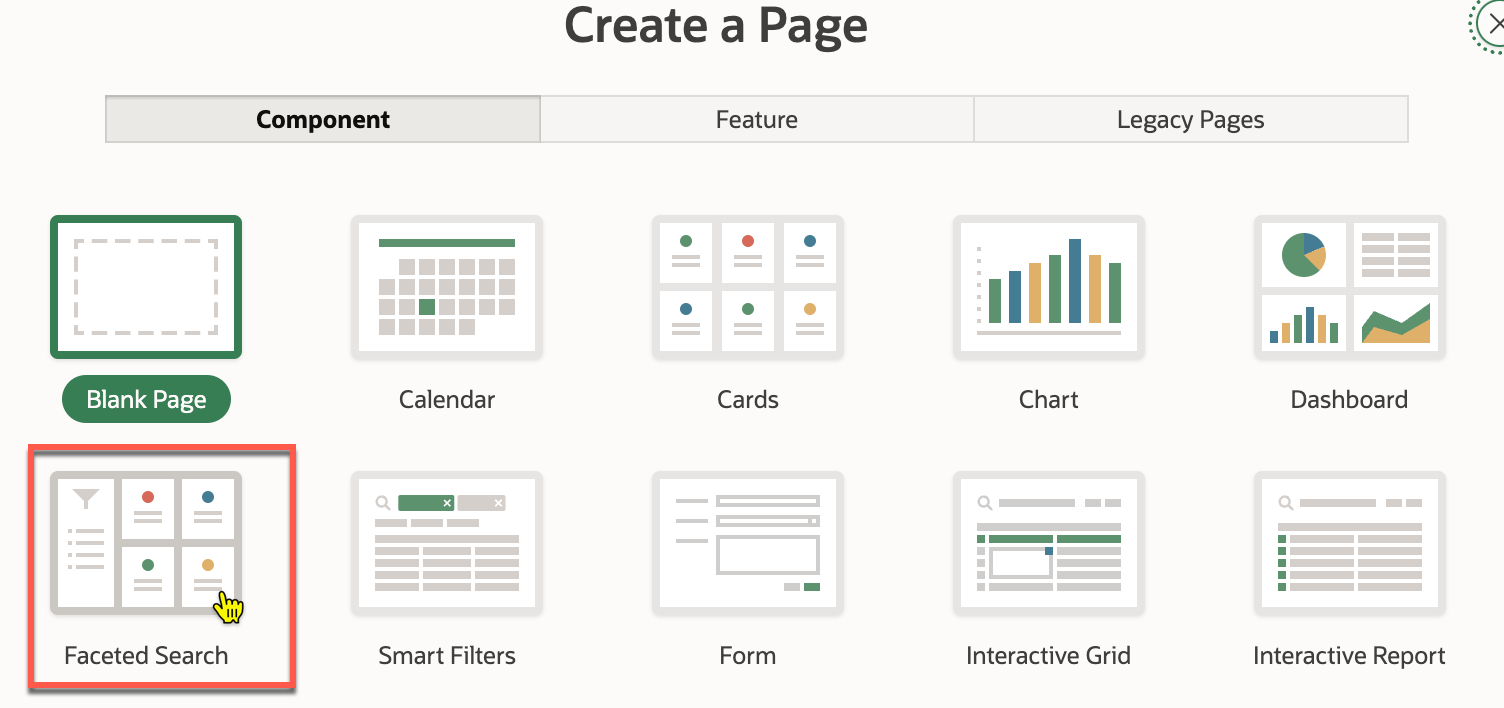 Create a Page
Component
Feature
Legacy Pages
Blank Page
Calendar
Cards
Chart
Dashboard
Faceted Search
Smart Filters
Form
Interactive Grid
Interactive Report